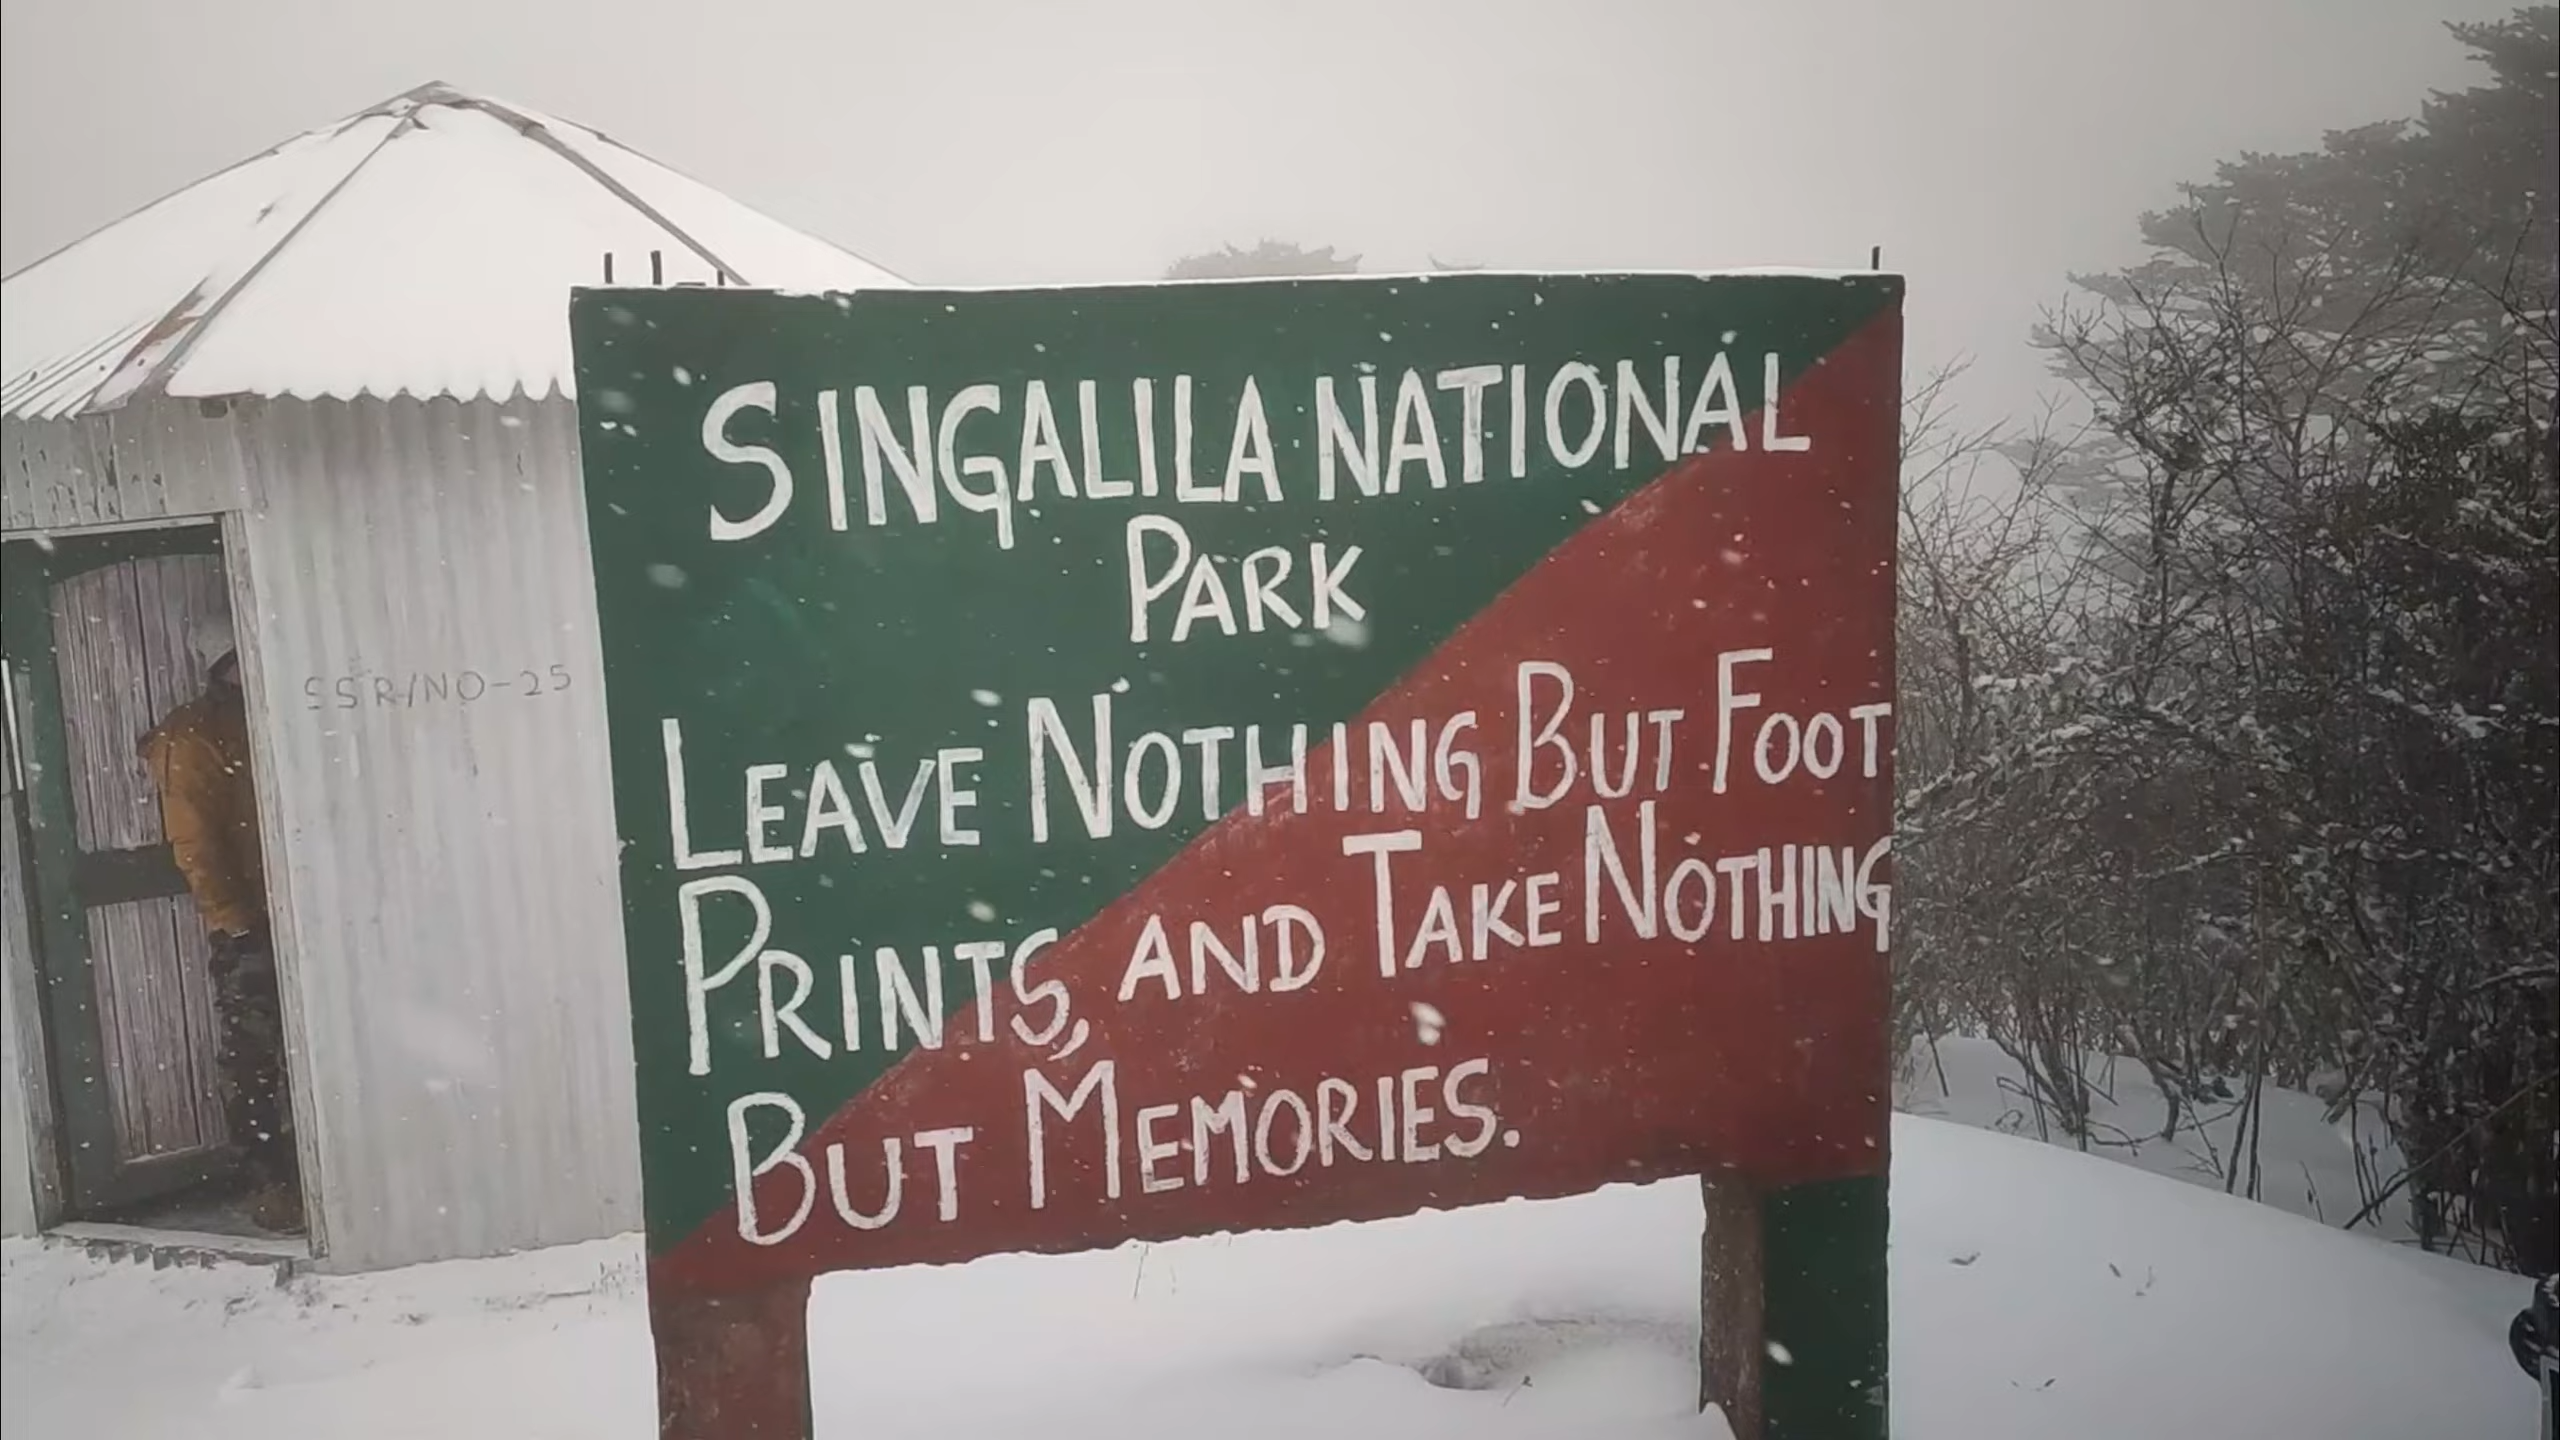 SINGALILA NATIONAL
PARK
LEAVE NOTHING BUT FOOT
PRINTS, AND TAKE NOTHING
BUT MEMORIES.
SSR/NO-25